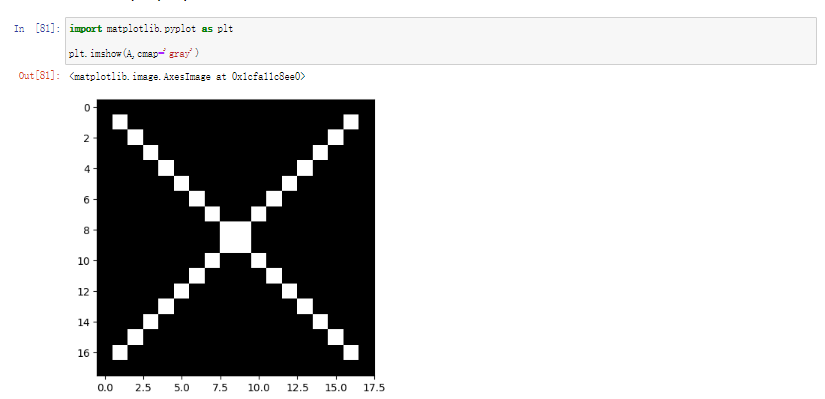 In [81]: import matplotlib.pyplot as plt
plt.imshow(A,cmap='gray')
Out[81]: <matplotlib.image.AxesImage at 0x1cfa11c8ee0>
0
2
4
6
8
10
12
14
16
0.0 2.5 5.0 7.5 10.0 12.5 15.0 17.5